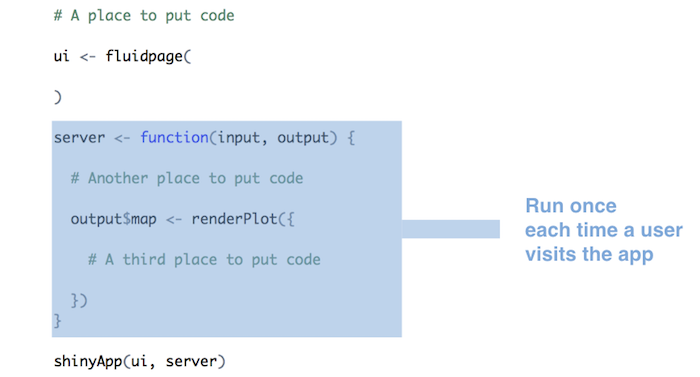 # A place to put code
ui <- fluidpage(
)
server <- function(input, output) {
# Another place to put code
output$map <- renderPlot({
# A third place to put code
})
}
shinyApp(ui, server)
Run once
each time a user
visits the app